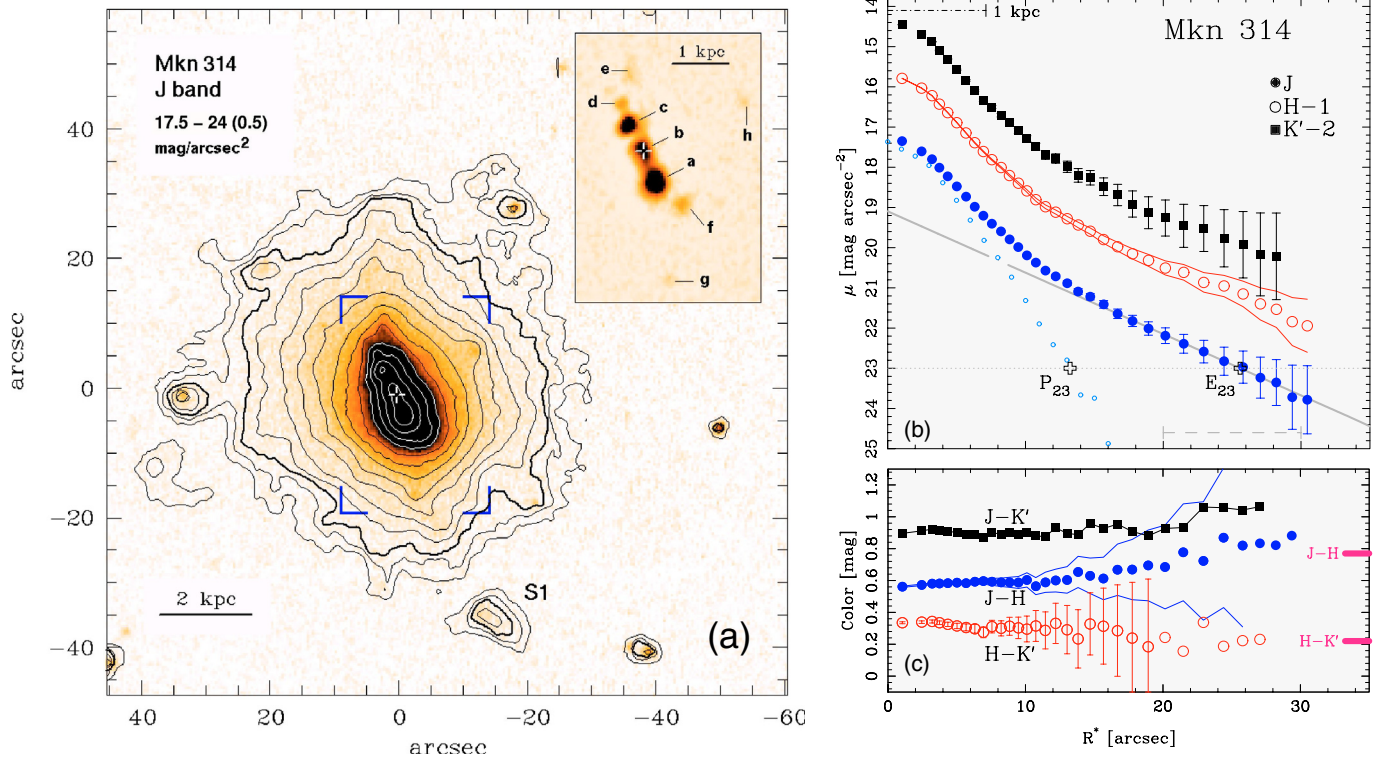 Mkn 314
J band
17.5 – 24 (0.5)
mag/arcsec²
1 kpc
e
d
c
b
h
a
f
g
40
20
0
−20
−40
arcsec
2 kpc
S1
(a)
45 20 0 −20 −40 −60
arcsec
1 kpc
Mkn 314
J
H−1
K′−2
14
15
16
17
18
19
20
21
22
23
24
25
μ [mag arcsec⁻²]
P23
E23
(b)
J−K′
J−H
H−K′
J−H
H−K′
1.2
1
0.8
0.6
0.4
0.2
0
Color [mag]
(c)
0 10 20 30
R* [arcsec]